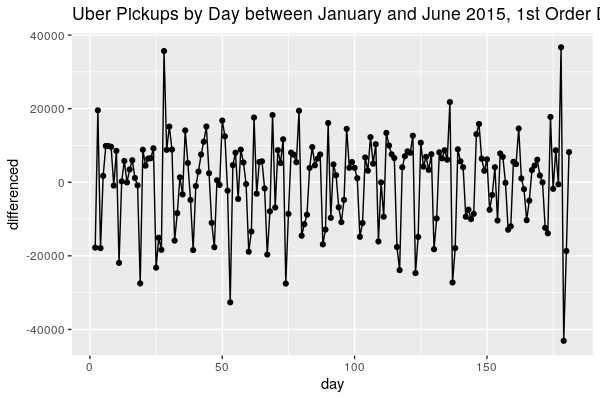 Uber Pickups by Day between January and June 2015, 1st Order D
40000
20000
0
-20000
-40000
differenced
0 50 100 150
day